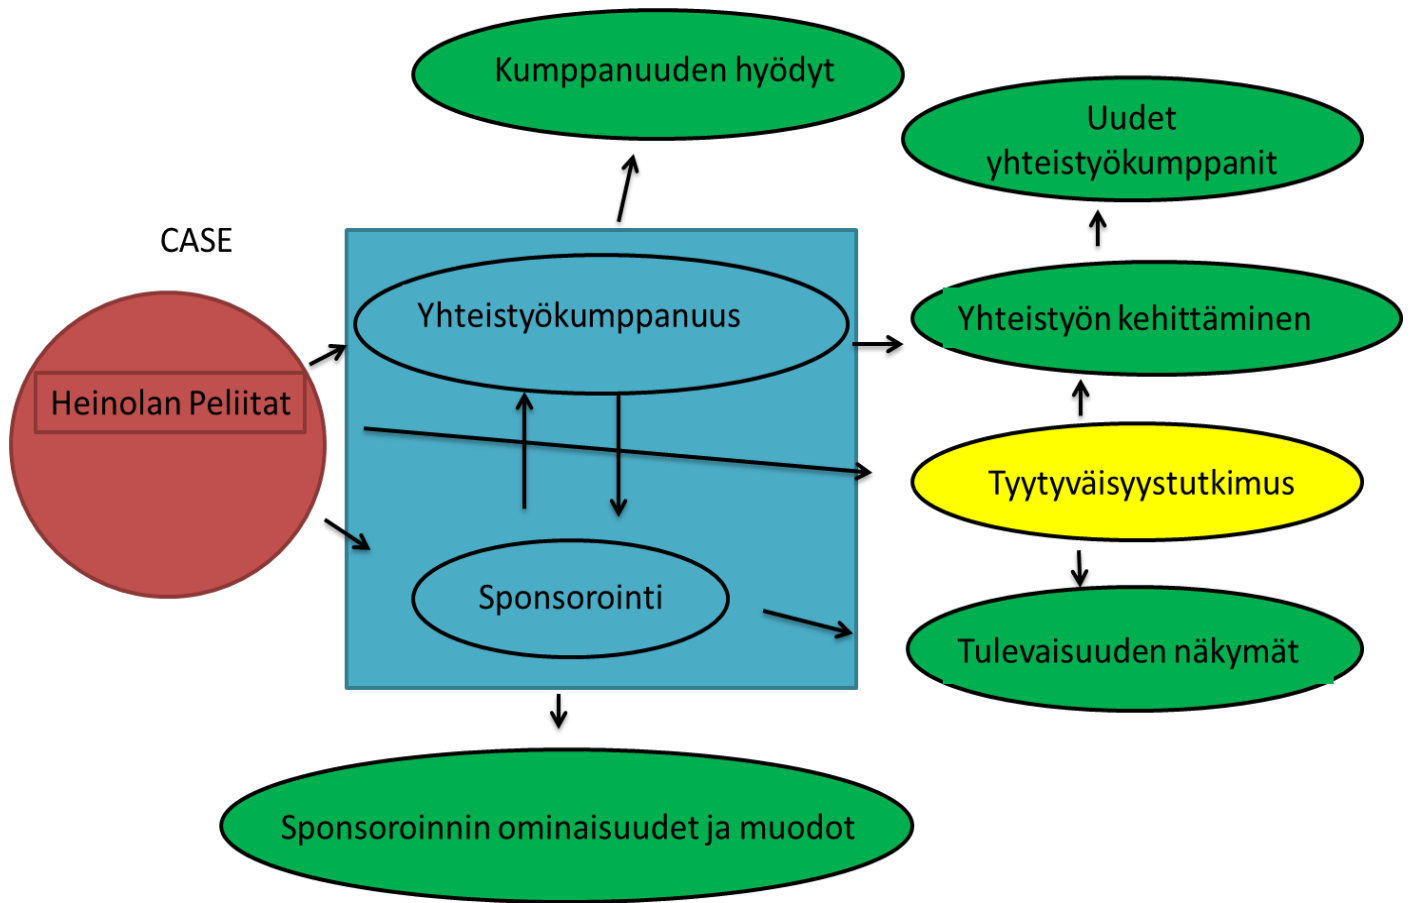 Kumppanuuden hyödyt
Uudet
yhteistyökumppanit
CASE
Yhteistyökumppanuus
Yhteistyön kehittäminen
Heinolan Peliitat
Tyytyväisyystutkimus
Sponsorointi
Tulevaisuuden näkymät
Sponsoroinnin ominaisuudet ja muodot